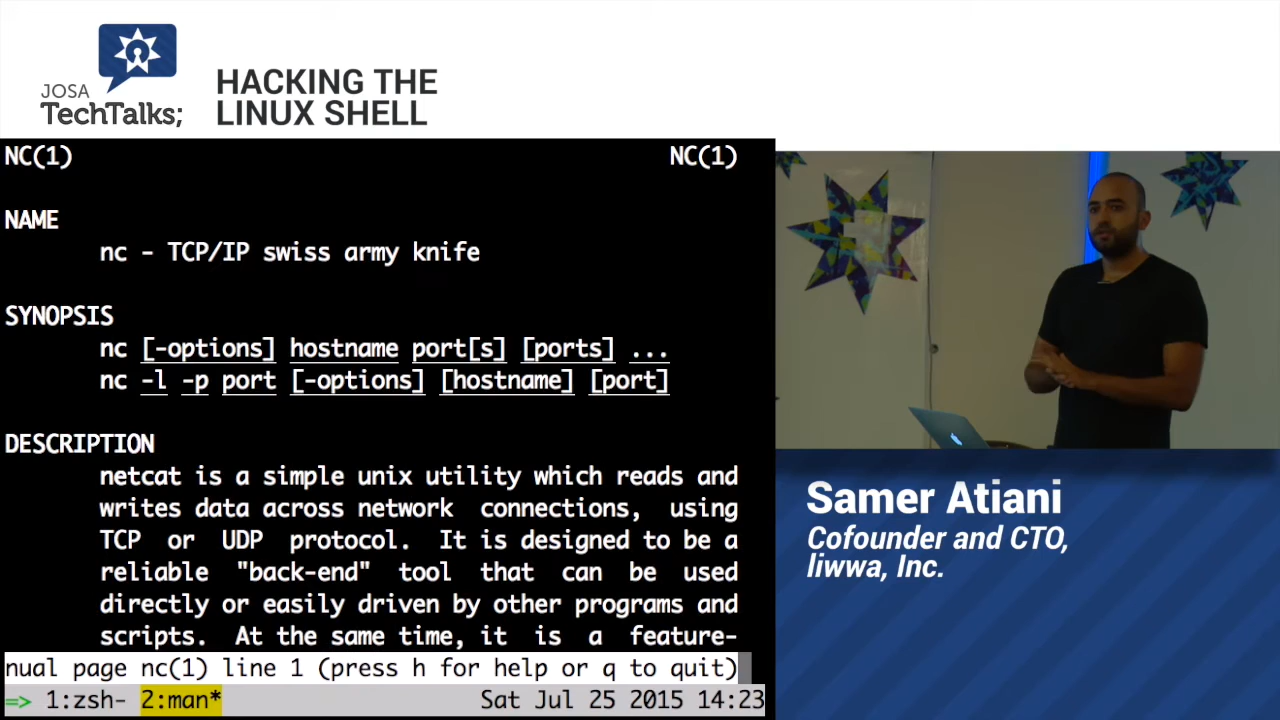 JOSA
TechTalks;
HACKING THE
LINUX SHELL
NC(1) NC(1)
NAME
nc - TCP/IP swiss army knife
SYNOPSIS
nc [-options] hostname port[s] [ports] ...
nc -l -p port [-options] [hostname] [port]
DESCRIPTION
netcat is a simple unix utility which reads and
writes data across network connections, using
TCP or UDP protocol. It is designed to be a
reliable "back-end" tool that can be used
directly or easily driven by other programs and
scripts. At the same time, it is a feature-
nual page nc(1) line 1 (press h for help or q to quit)
=> 1:zsh- 2:man* Sat Jul 25 2015 14:23
Samer Atiani
Cofounder and CTO,
liwwa, Inc.